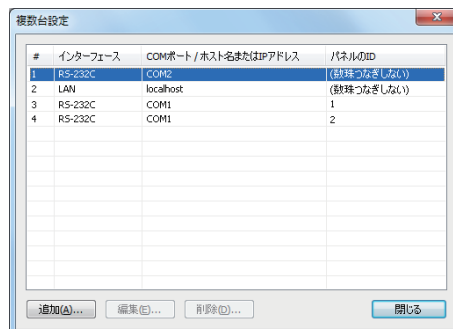 複数台設定
# インターフェース COMポート / ホスト名またはIPアドレス パネルのID
1 RS-232C COM2 (数珠つなぎしない)
2 LAN localhost (数珠つなぎしない)
3 RS-232C COM1 1
4 RS-232C COM1 2
追加(A)... 編集(E)... 削除(D)... 閉じる